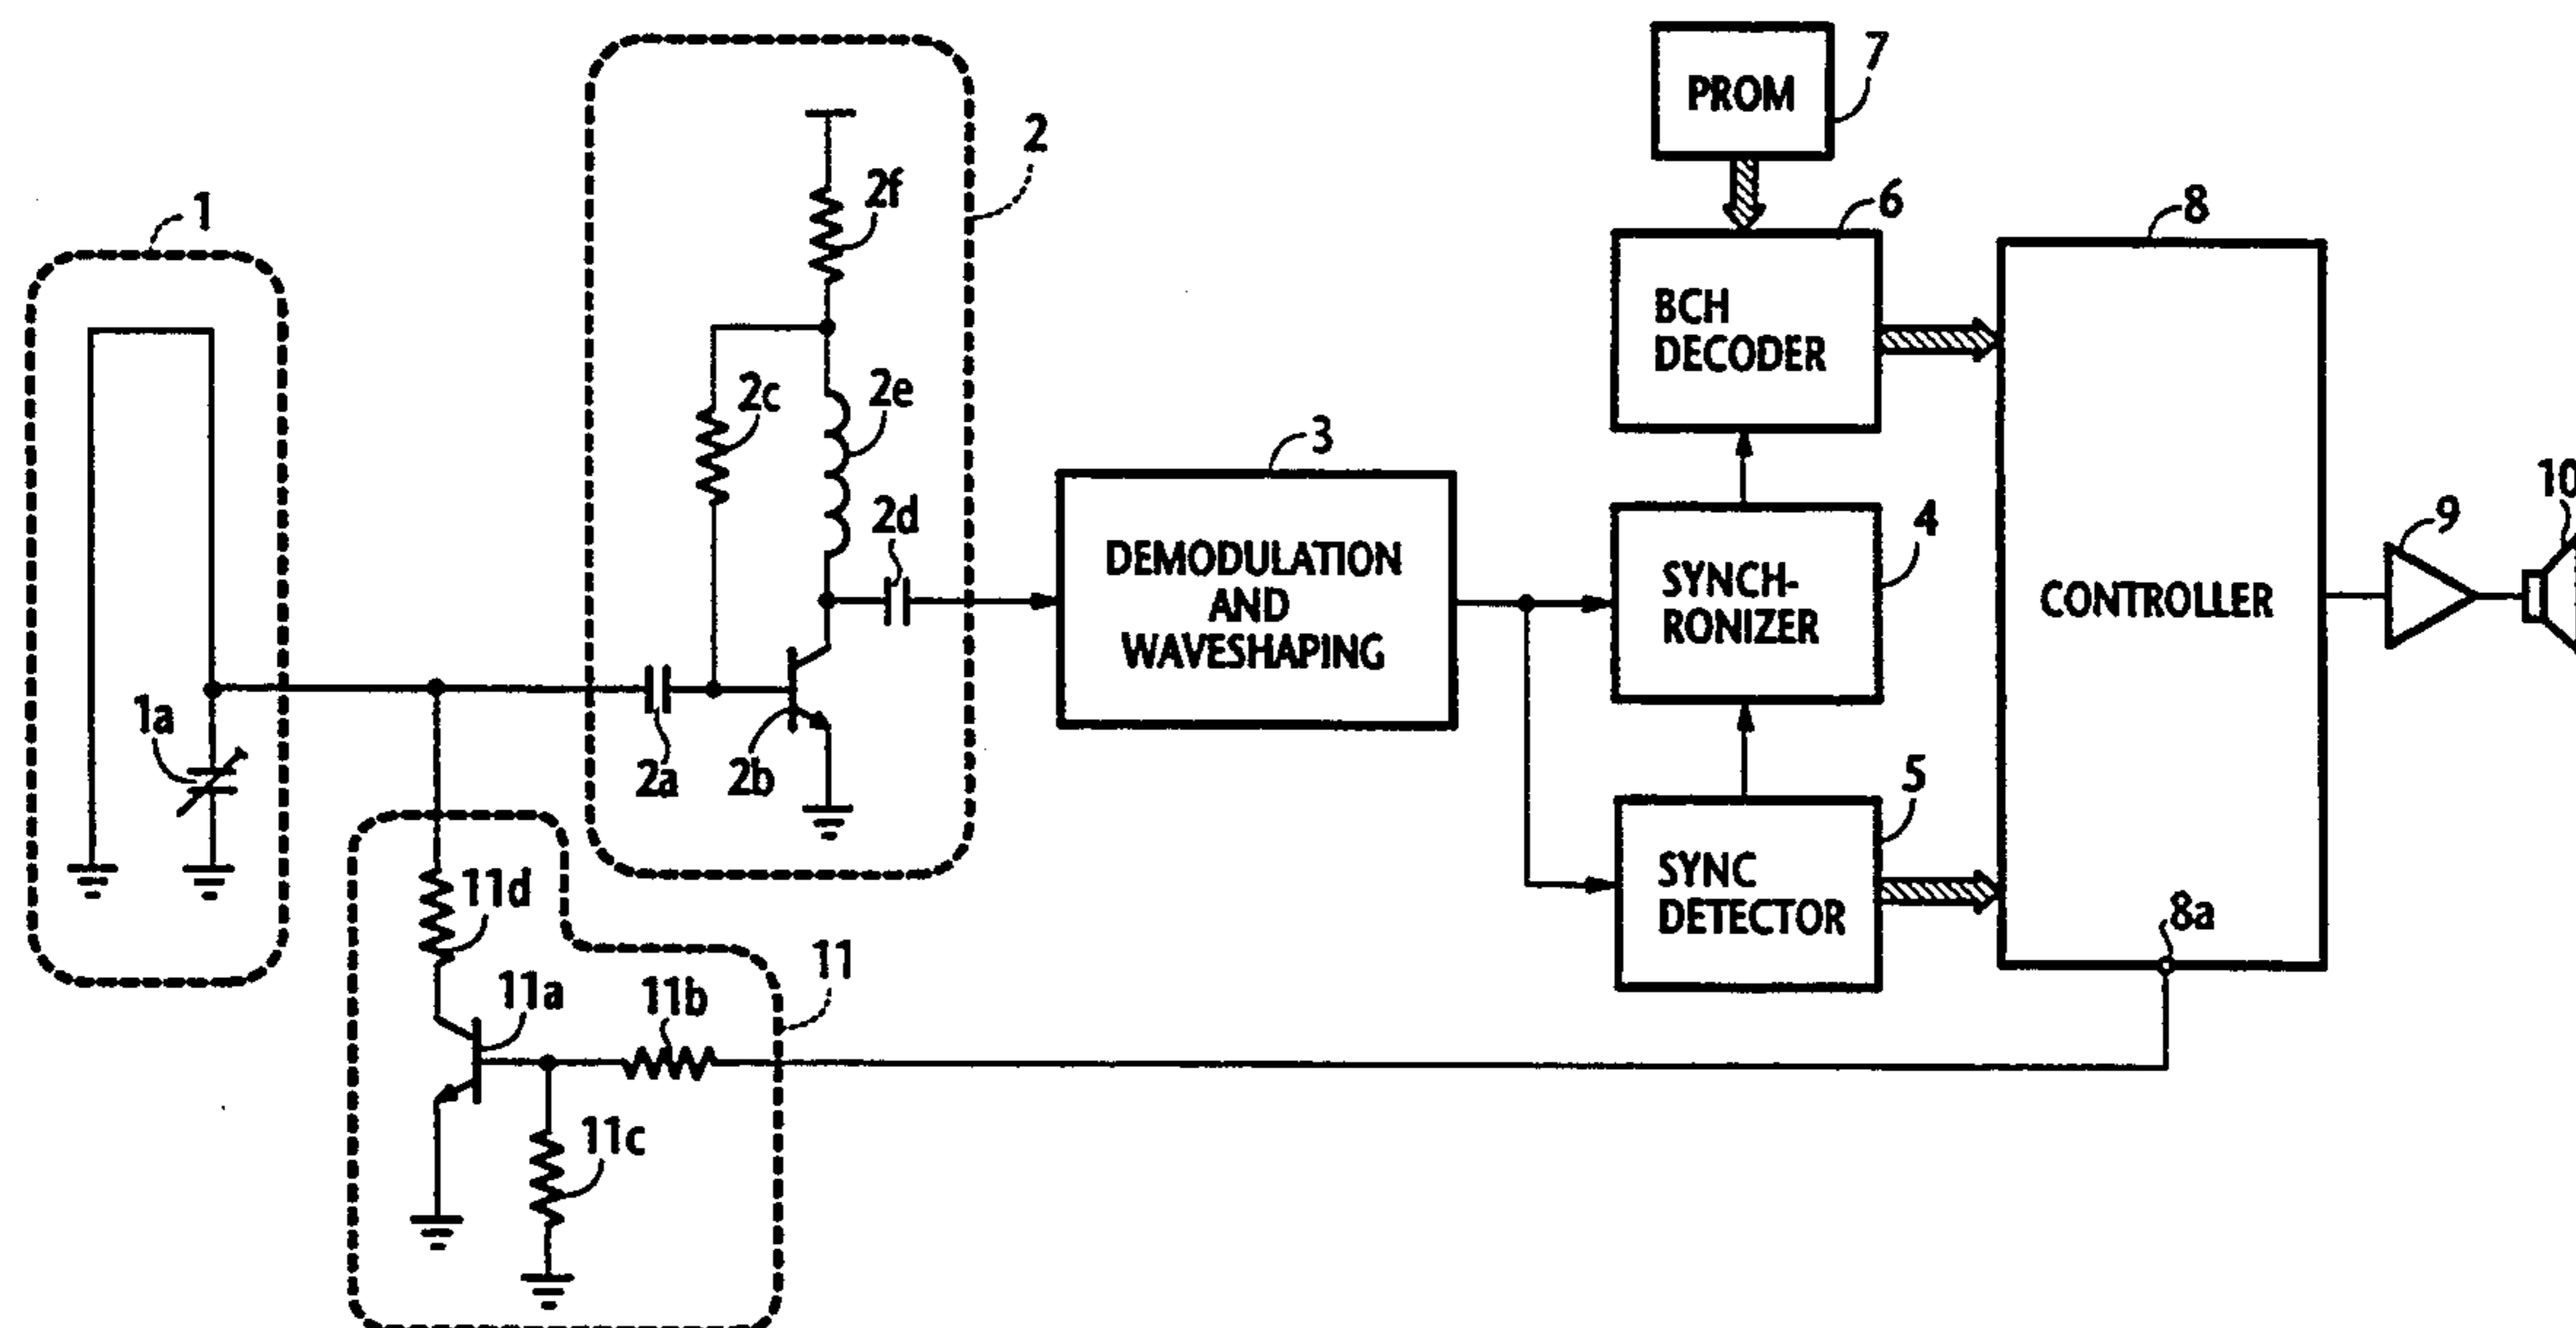 1
1a
2
2f
2c
2e
2d
2a
2b
3
DEMODULATION
AND
WAVESHAPING
PROM
7
6
BCH
DECODER
4
SYNCH-
RONIZER
5
SYNC
DETECTOR
8
CONTROLLER
8a
9
10
11
11d
11a
11b
11c